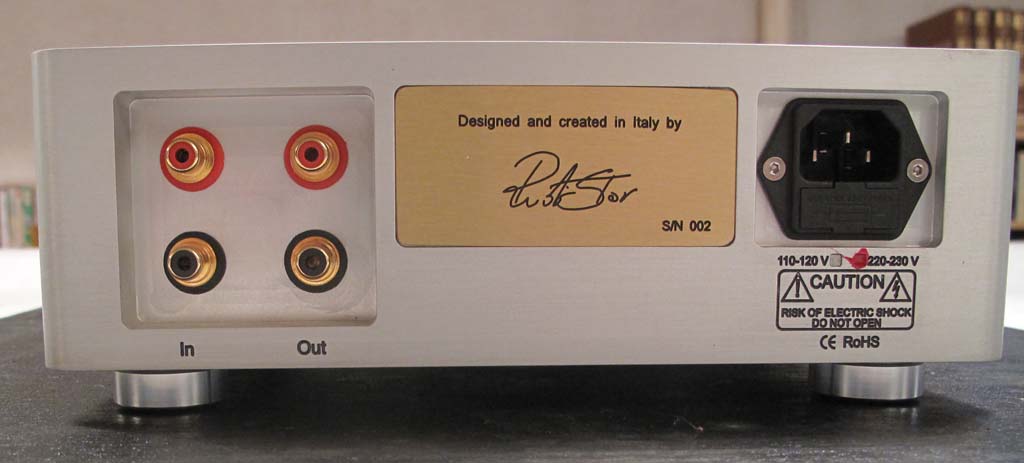 Designed and created in Italy by
S/N 002
110-120 V 220-230 V
CAUTION
RISK OF ELECTRIC SHOCK
DO NOT OPEN
CE RoHS
In Out